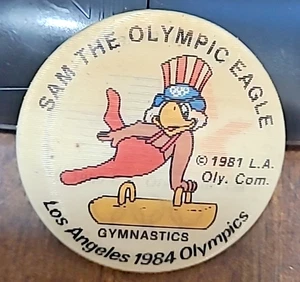 SAM THE OLYMPIC EAGLE
© 1981 L.A.
Oly. Com.
GYMNASTICS
Los Angeles 1984 Olympics